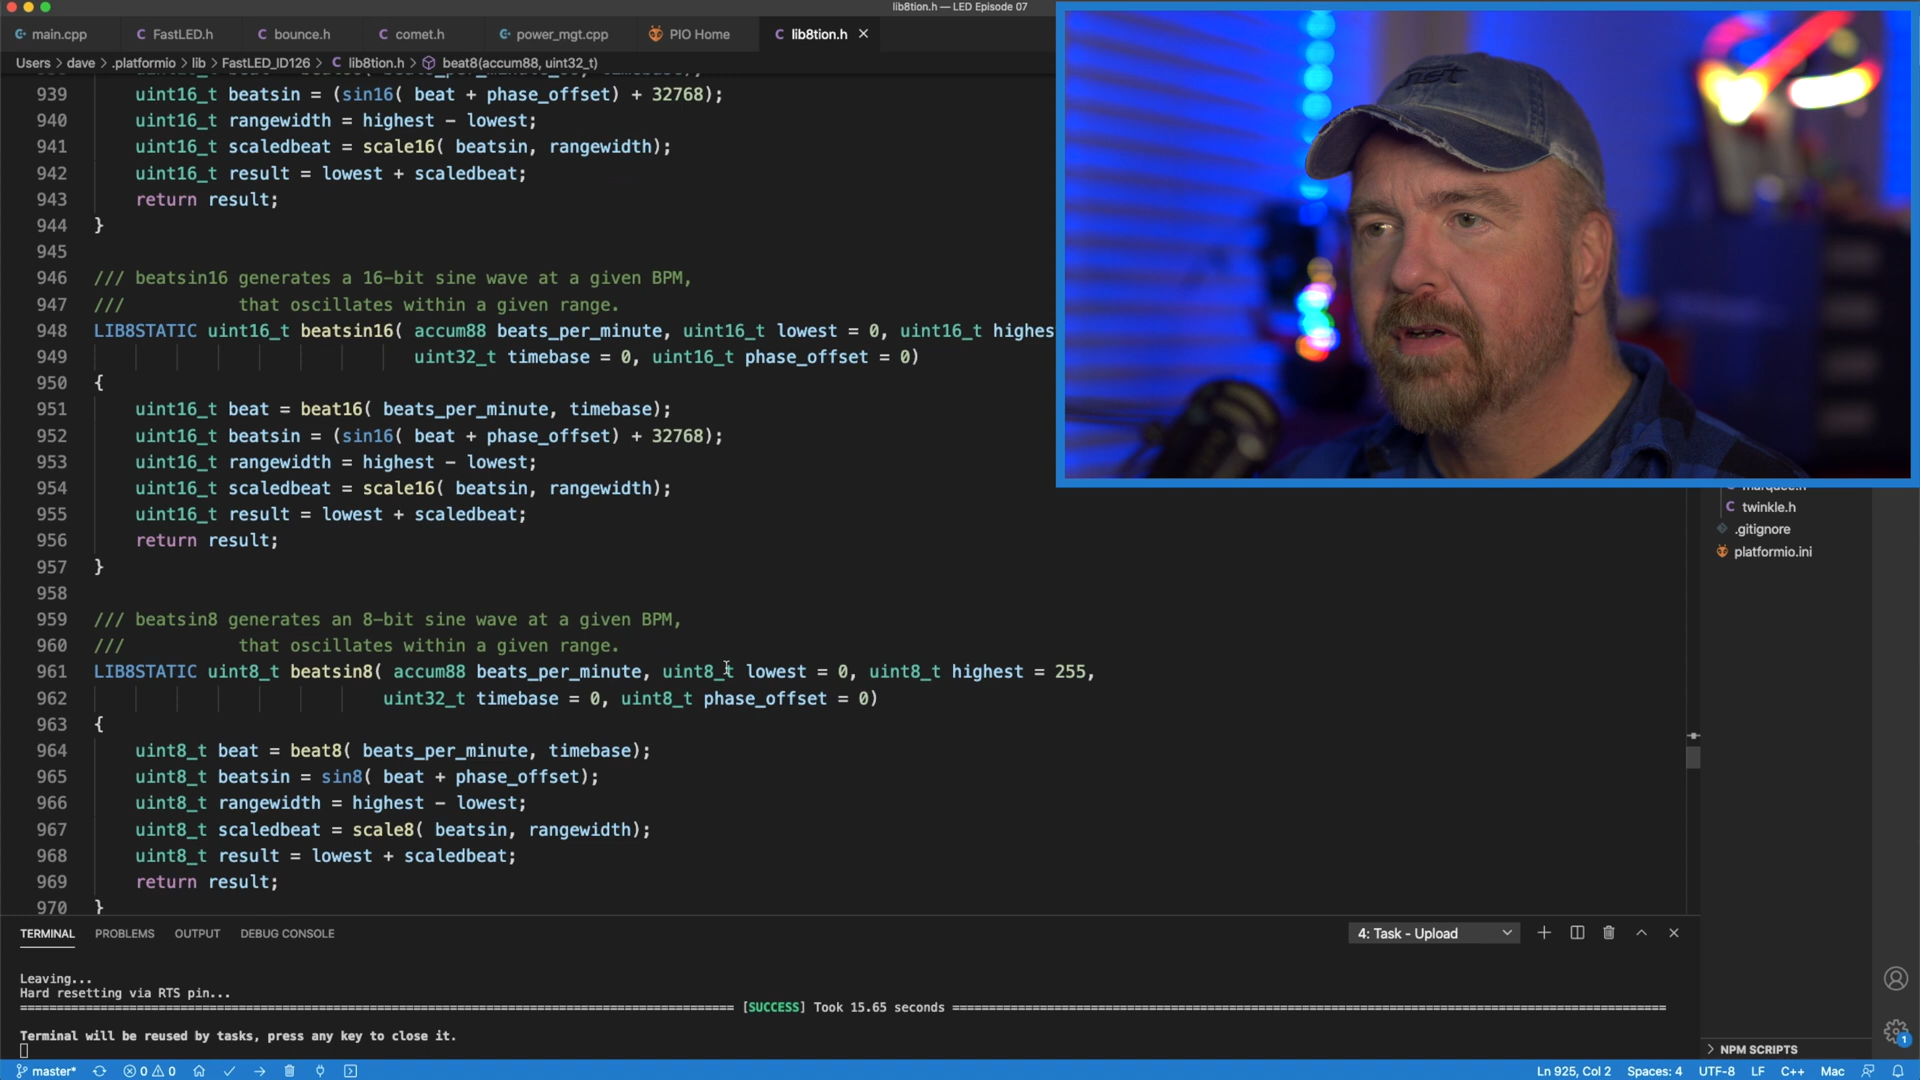 lib8tion.h — LED Episode 07
main.cpp FastLED.h bounce.h comet.h power_mgt.cpp PIO Home lib8tion.h
Users > dave > .platformio > lib > FastLED_ID126 > lib8tion.h > beat8(accum88, uint32_t)
939 uint16_t beatsin = (sin16( beat + phase_offset) + 32768);
940 uint16_t rangewidth = highest - lowest;
941 uint16_t scaledbeat = scale16( beatsin, rangewidth);
942 uint16_t result = lowest + scaledbeat;
943 return result;
944 }
945
946 /// beatsin16 generates a 16-bit sine wave at a given BPM,
947 /// that oscillates within a given range.
948 LIB8STATIC uint16_t beatsin16( accum88 beats_per_minute, uint16_t lowest = 0, uint16_t highes
949 uint32_t timebase = 0, uint16_t phase_offset = 0)
950 {
951 uint16_t beat = beat16( beats_per_minute, timebase);
952 uint16_t beatsin = (sin16( beat + phase_offset) + 32768);
953 uint16_t rangewidth = highest - lowest;
954 uint16_t scaledbeat = scale16( beatsin, rangewidth);
955 uint16_t result = lowest + scaledbeat;
956 return result;
957 }
958
959 /// beatsin8 generates an 8-bit sine wave at a given BPM,
960 /// that oscillates within a given range.
961 LIB8STATIC uint8_t beatsin8( accum88 beats_per_minute, uint8_t lowest = 0, uint8_t highest = 255,
962 uint32_t timebase = 0, uint8_t phase_offset = 0)
963 {
964 uint8_t beat = beat8( beats_per_minute, timebase);
965 uint8_t beatsin = sin8( beat + phase_offset);
966 uint8_t rangewidth = highest - lowest;
967 uint8_t scaledbeat = scale8( beatsin, rangewidth);
968 uint8_t result = lowest + scaledbeat;
969 return result;
970 }
twinkle.h
.gitignore
platformio.ini
TERMINAL PROBLEMS OUTPUT DEBUG CONSOLE 4: Task - Upload
Leaving...
Hard resetting via RTS pin...
[SUCCESS] Took 15.65 seconds
Terminal will be reused by tasks, press any key to close it.
NPM SCRIPTS
1
master* 0 0 Ln 925, Col 2 Spaces: 4 UTF-8 LF C++ Mac